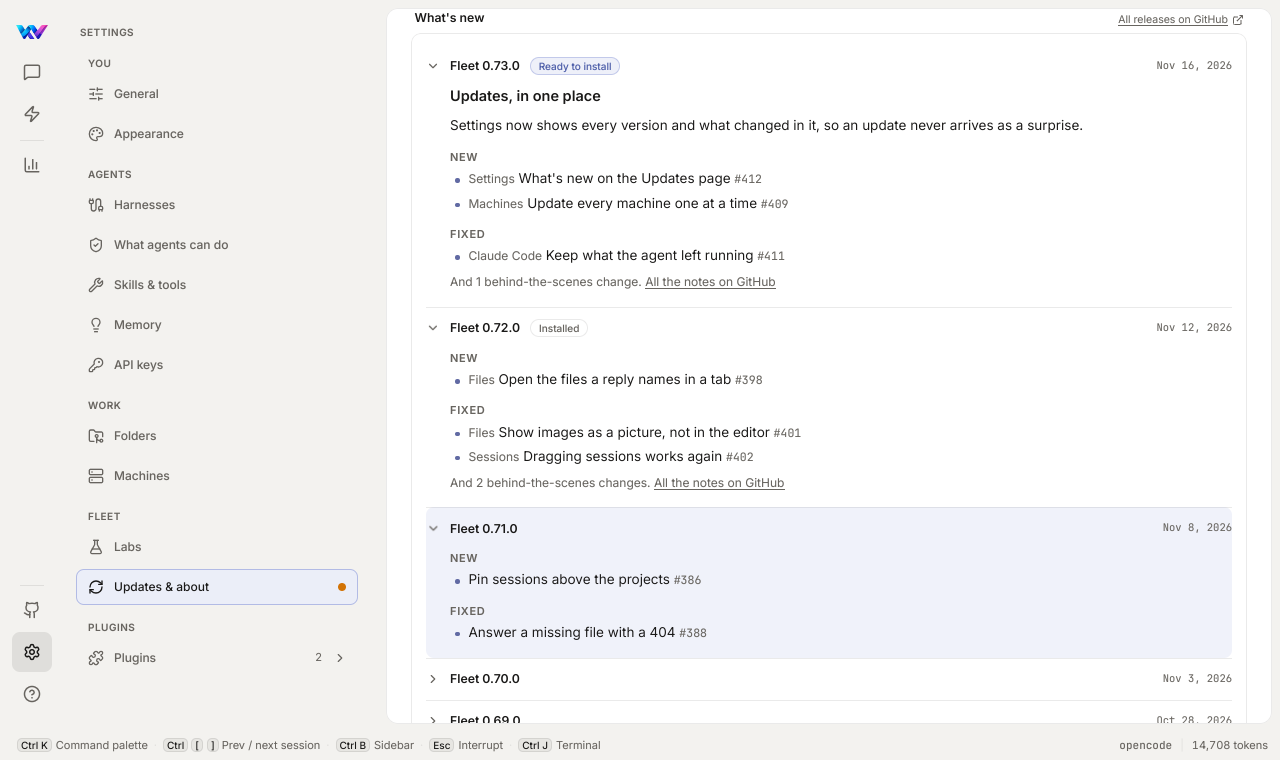 SETTINGS
YOU
General
Appearance
AGENTS
Harnesses
What agents can do
Skills & tools
Memory
API keys
WORK
Folders
Machines
FLEET
Labs
Updates & about
PLUGINS
Plugins 2
What's new All releases on GitHub
Fleet 0.73.0 Ready to install Nov 16, 2026
Updates, in one place
Settings now shows every version and what changed in it, so an update never arrives as a surprise.
NEW
Settings What's new on the Updates page #412
Machines Update every machine one at a time #409
FIXED
Claude Code Keep what the agent left running #411
And 1 behind-the-scenes change. All the notes on GitHub
Fleet 0.72.0 Installed Nov 12, 2026
NEW
Files Open the files a reply names in a tab #398
FIXED
Files Show images as a picture, not in the editor #401
Sessions Dragging sessions works again #402
And 2 behind-the-scenes changes. All the notes on GitHub
Fleet 0.71.0 Nov 8, 2026
NEW
Pin sessions above the projects #386
FIXED
Answer a missing file with a 404 #388
Fleet 0.70.0 Nov 3, 2026
Fleet 0.69.0 Oct 28, 2026
Ctrl K Command palette Ctrl [ ] Prev / next session Ctrl B Sidebar Esc Interrupt Ctrl J Terminal opencode 14,708 tokens